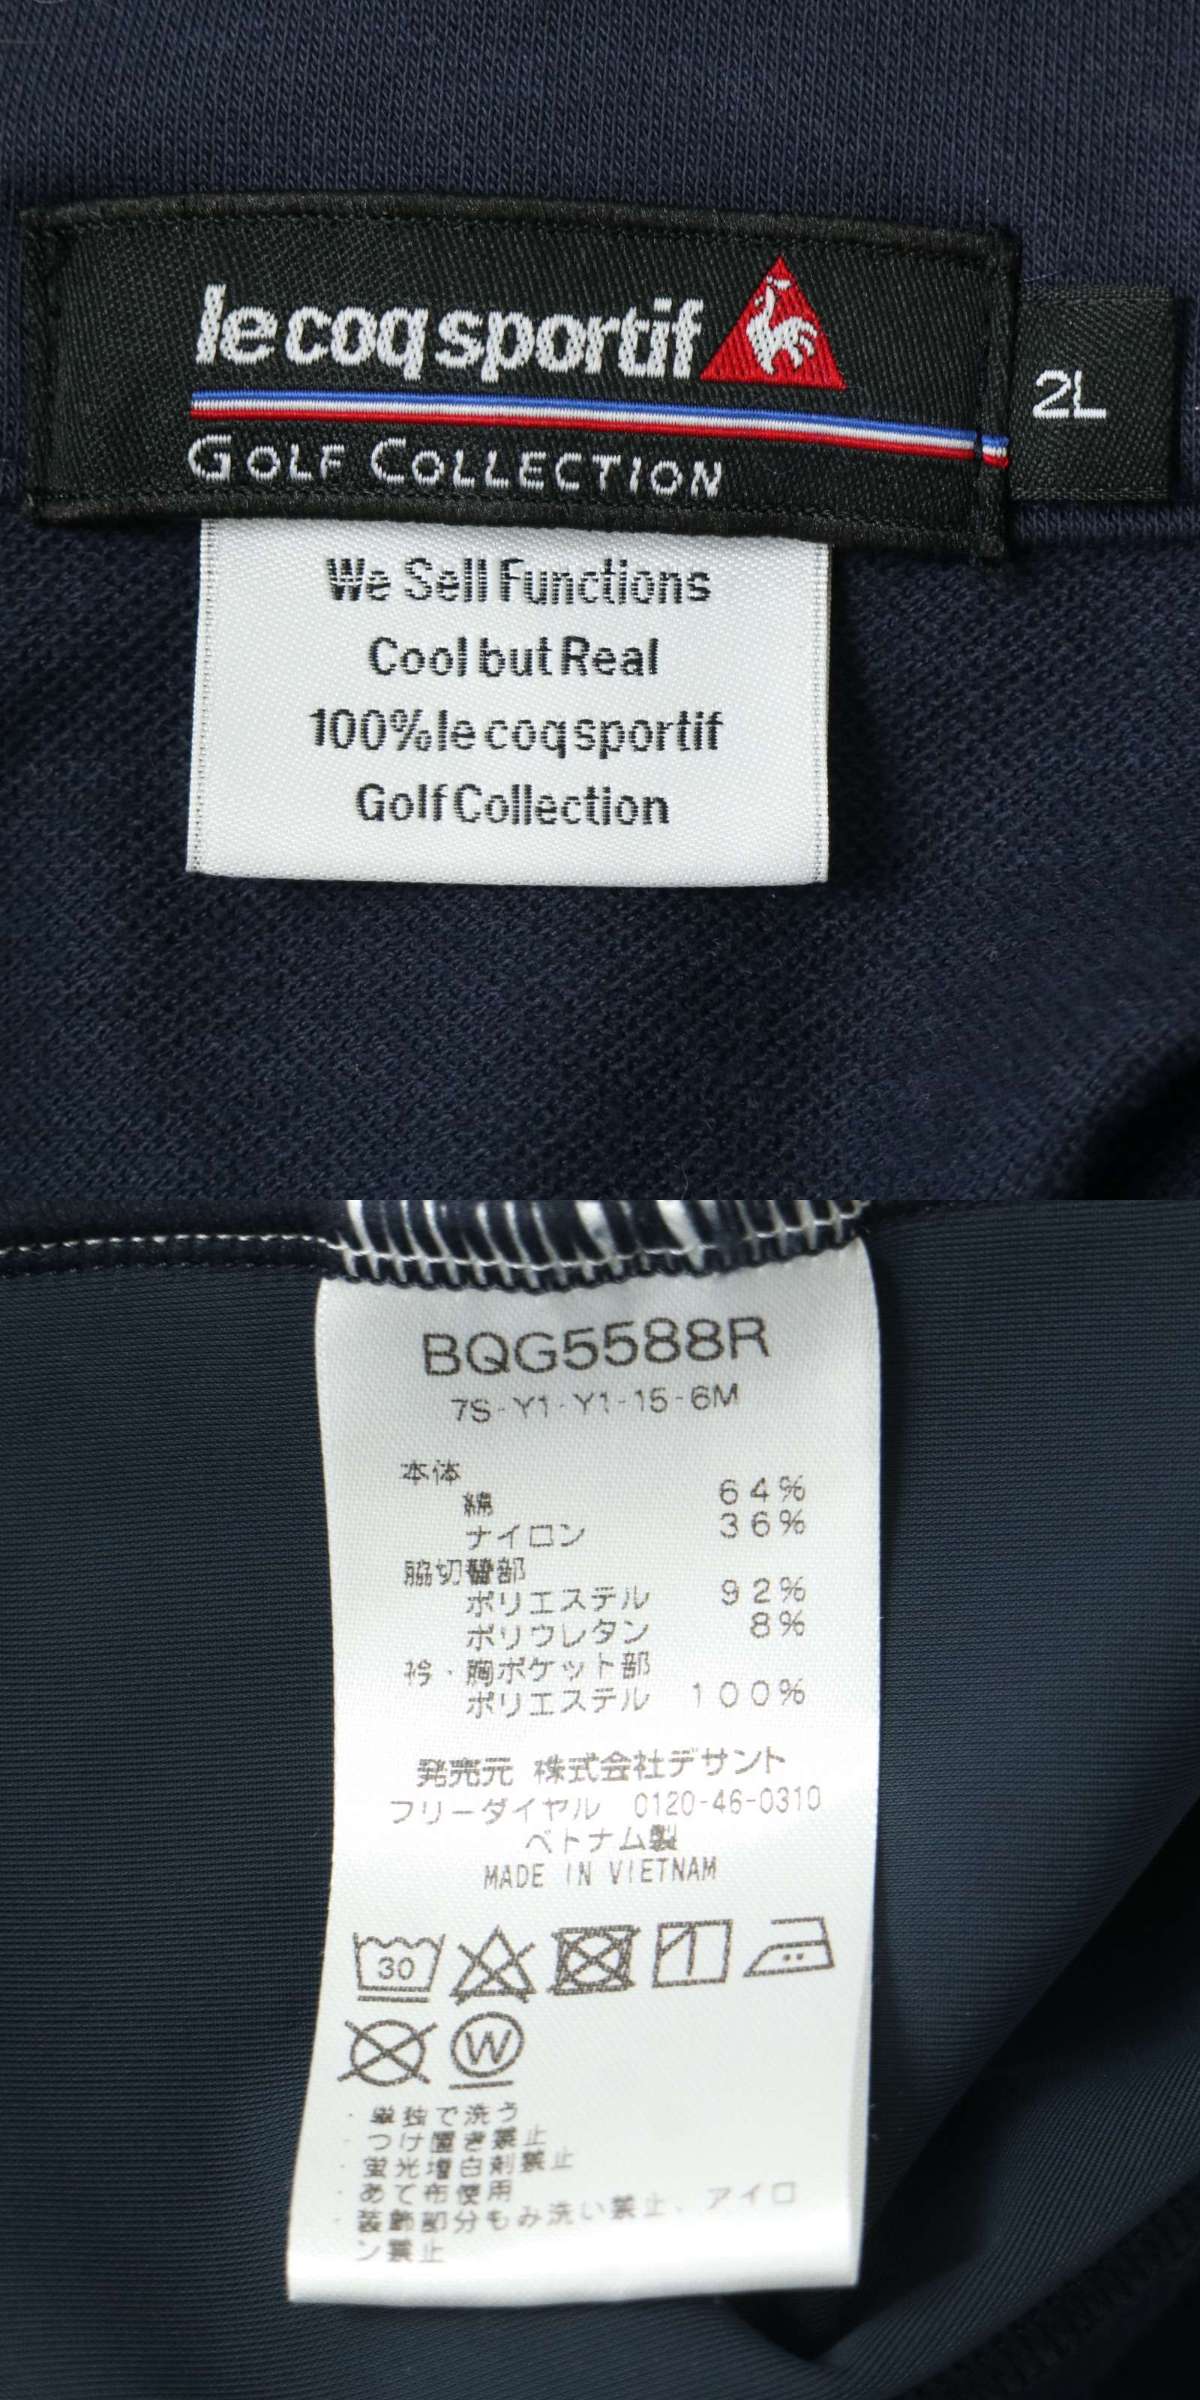 le coq sportif
GOLF COLLECTION
2L
We Sell Functions
Cool but Real
100% le coq sportif
Golf Collection
BQG5588R
7S-Y1-Y1-15-6M
本体
綿 64%
ナイロン 36%
脇切替部
ポリエステル 92%
ポリウレタン 8%
衿・胸ポケット部
ポリエステル 100%
発売元 株式会社デサント
フリーダイヤル 0120-46-0310
ベトナム製
MADE IN VIETNAM
30
W
・単独で洗う
・つけ置き禁止
・蛍光増白剤禁止
・あて布使用
・装飾部分もみ洗い禁止、アイロ
ン禁止